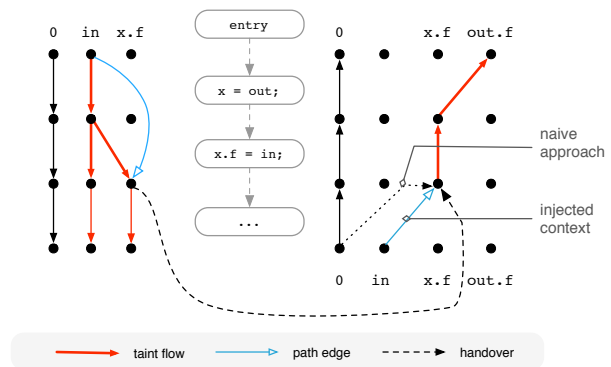 entry
0 in x.f
x.f out.f
x = out;
naive
approach
x.f = in;
injected
context
...
0 in x.f out.f
0
taint flow
path edge
handover